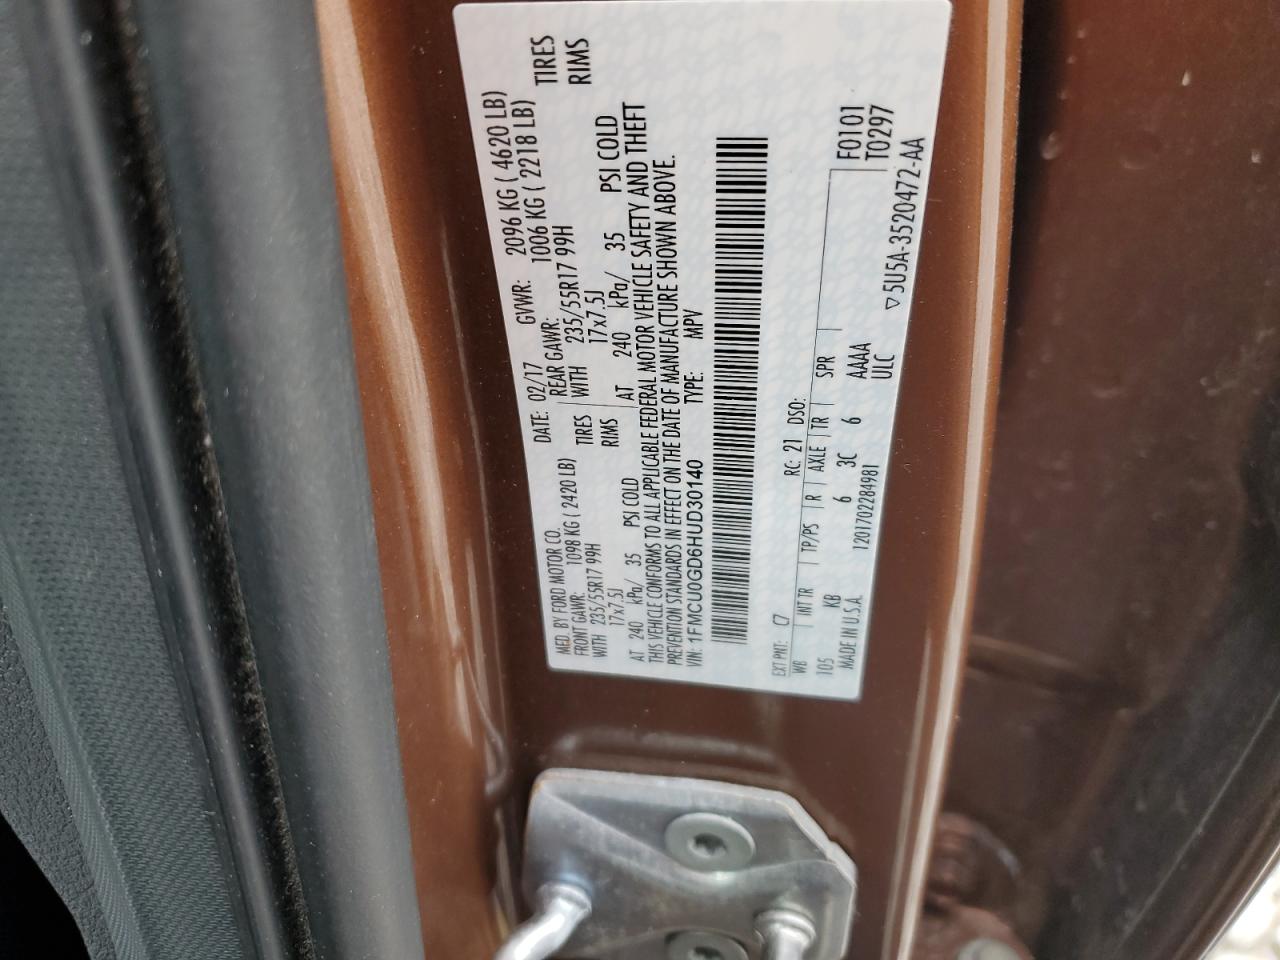 MFD. BY FORD MOTOR CO. DATE: 02/17 GVWR: 2096 KG ( 4620 LB)
FRONT GAWR: 1098 KG ( 2420 LB) REAR GAWR: 1006 KG ( 2218 LB)
WITH 235/55R17 99H TIRES WITH 235/55R17 99H TIRES
17x7.5J RIMS 17x7.5J RIMS
AT 240 kPa/ 35 PSI COLD AT 240 kPa/ 35 PSI COLD
THIS VEHICLE CONFORMS TO ALL APPLICABLE FEDERAL MOTOR VEHICLE SAFETY AND THEFT
PREVENTION STANDARDS IN EFFECT ON THE DATE OF MANUFACTURE SHOWN ABOVE.
VIN: 1FMCU0GD6HUD30140 TYPE: MPV
EXT PNT: C7 RC: 21 DSO:
WB INT TR TP/PS R AXLE TR SPR
105 KB 6 3C 6 AAAA
MADE IN U.S.A. 120170228498I ULC
F0101
T0297
▽5U5A-3520472-AA